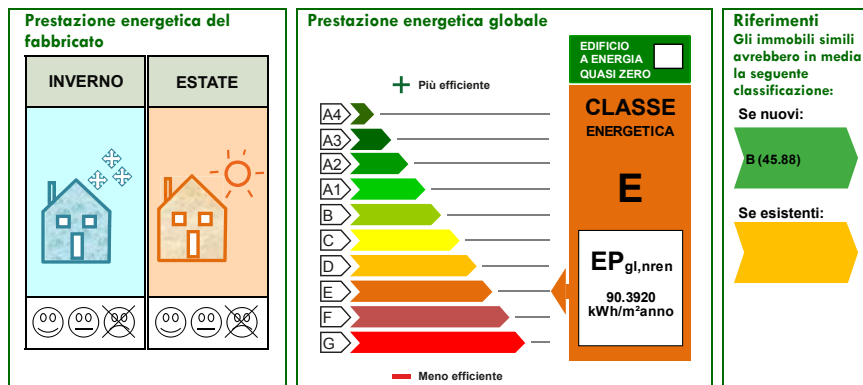 Prestazione energetica del
fabbricato
INVERNO
ESTATE
Prestazione energetica globale
EDIFICIO
A ENERGIA
QUASI ZERO
+ Più efficiente
A4
A3
A2
A1
B
C
D
E
F
G
Meno efficiente
CLASSE
ENERGETICA
E
EPgl,nren
90.3920
kWh/m²anno
Riferimenti
Gli immobili simili
avrebbero in media
la seguente
classificazione:
Se nuovi:
B (45.88)
Se esistenti: